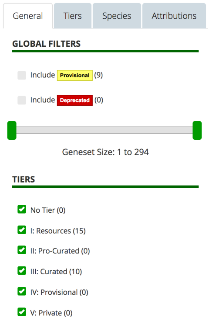 General Tiers Species Attributions
GLOBAL FILTERS
Include Provisional (9)
Include Deprecated (0)
Geneset Size: 1 to 294
TIERS
No Tier (0)
I: Resources (15)
II: Pro-Curated (0)
III: Curated (10)
IV: Provisional (0)
V: Private (0)